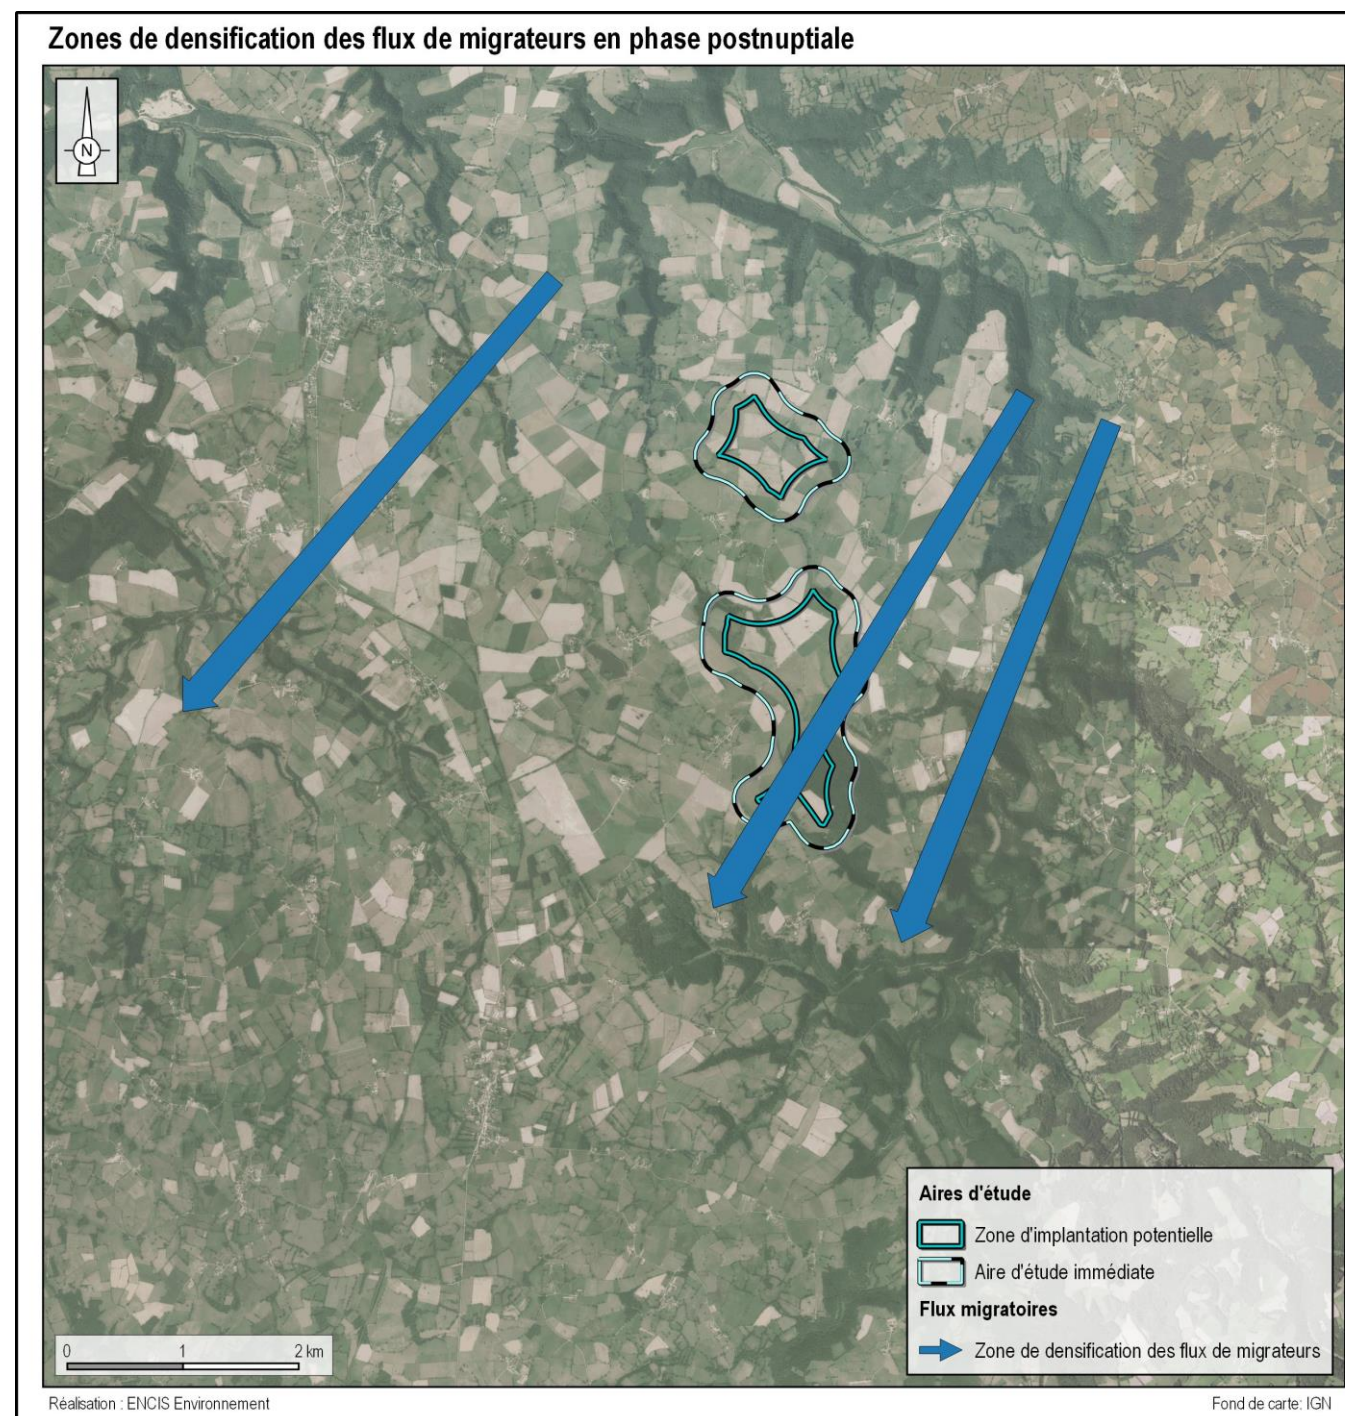 Zones de densification des flux de migrateurs en phase postnuptiale
N
Aires d'étude
Zone d'implantation potentielle
Aire d'étude immédiate
Flux migratoires
Zone de densification des flux de migrateurs
0 1 2 km
Réalisation : ENCIS Environnement
Fond de carte: IGN